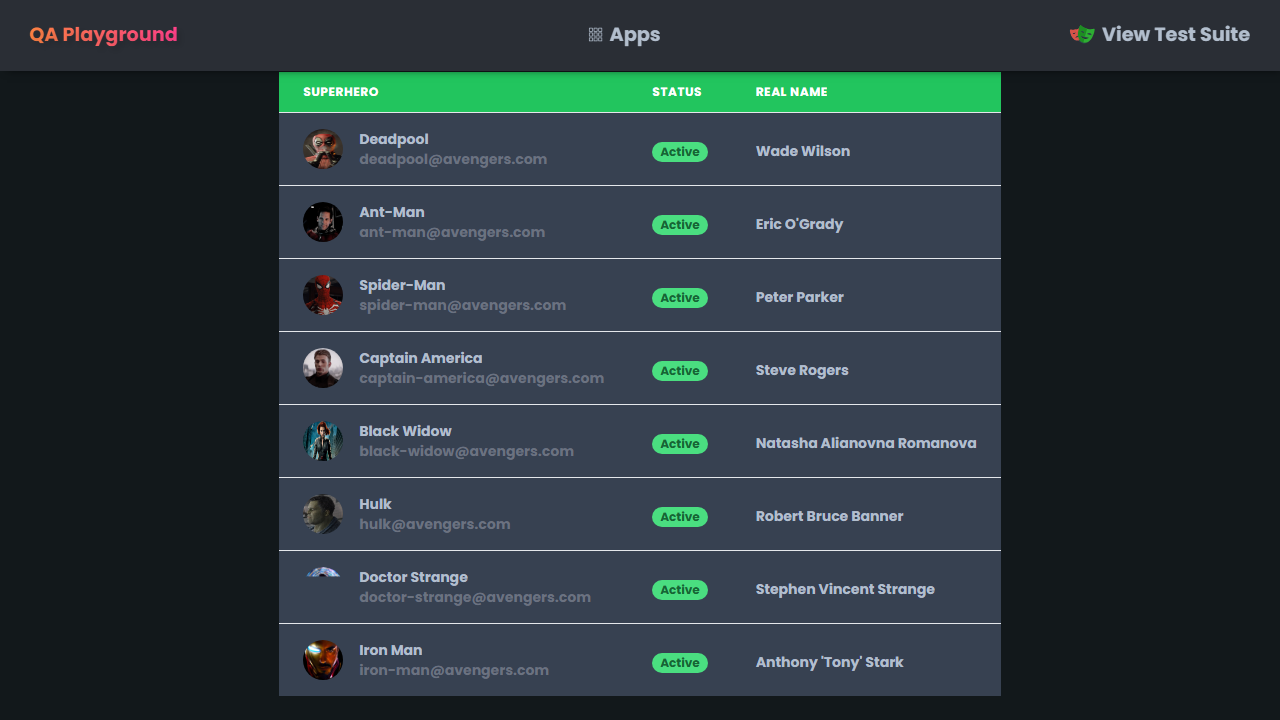 QA Playground
Apps
View Test Suite
SUPERHERO STATUS REAL NAME
Deadpool
deadpool@avengers.com
Active
Wade Wilson
Ant-Man
ant-man@avengers.com
Active
Eric O'Grady
Spider-Man
spider-man@avengers.com
Active
Peter Parker
Captain America
captain-america@avengers.com
Active
Steve Rogers
Black Widow
black-widow@avengers.com
Active
Natasha Alianovna Romanova
Hulk
hulk@avengers.com
Active
Robert Bruce Banner
Doctor Strange
doctor-strange@avengers.com
Active
Stephen Vincent Strange
Iron Man
iron-man@avengers.com
Active
Anthony 'Tony' Stark